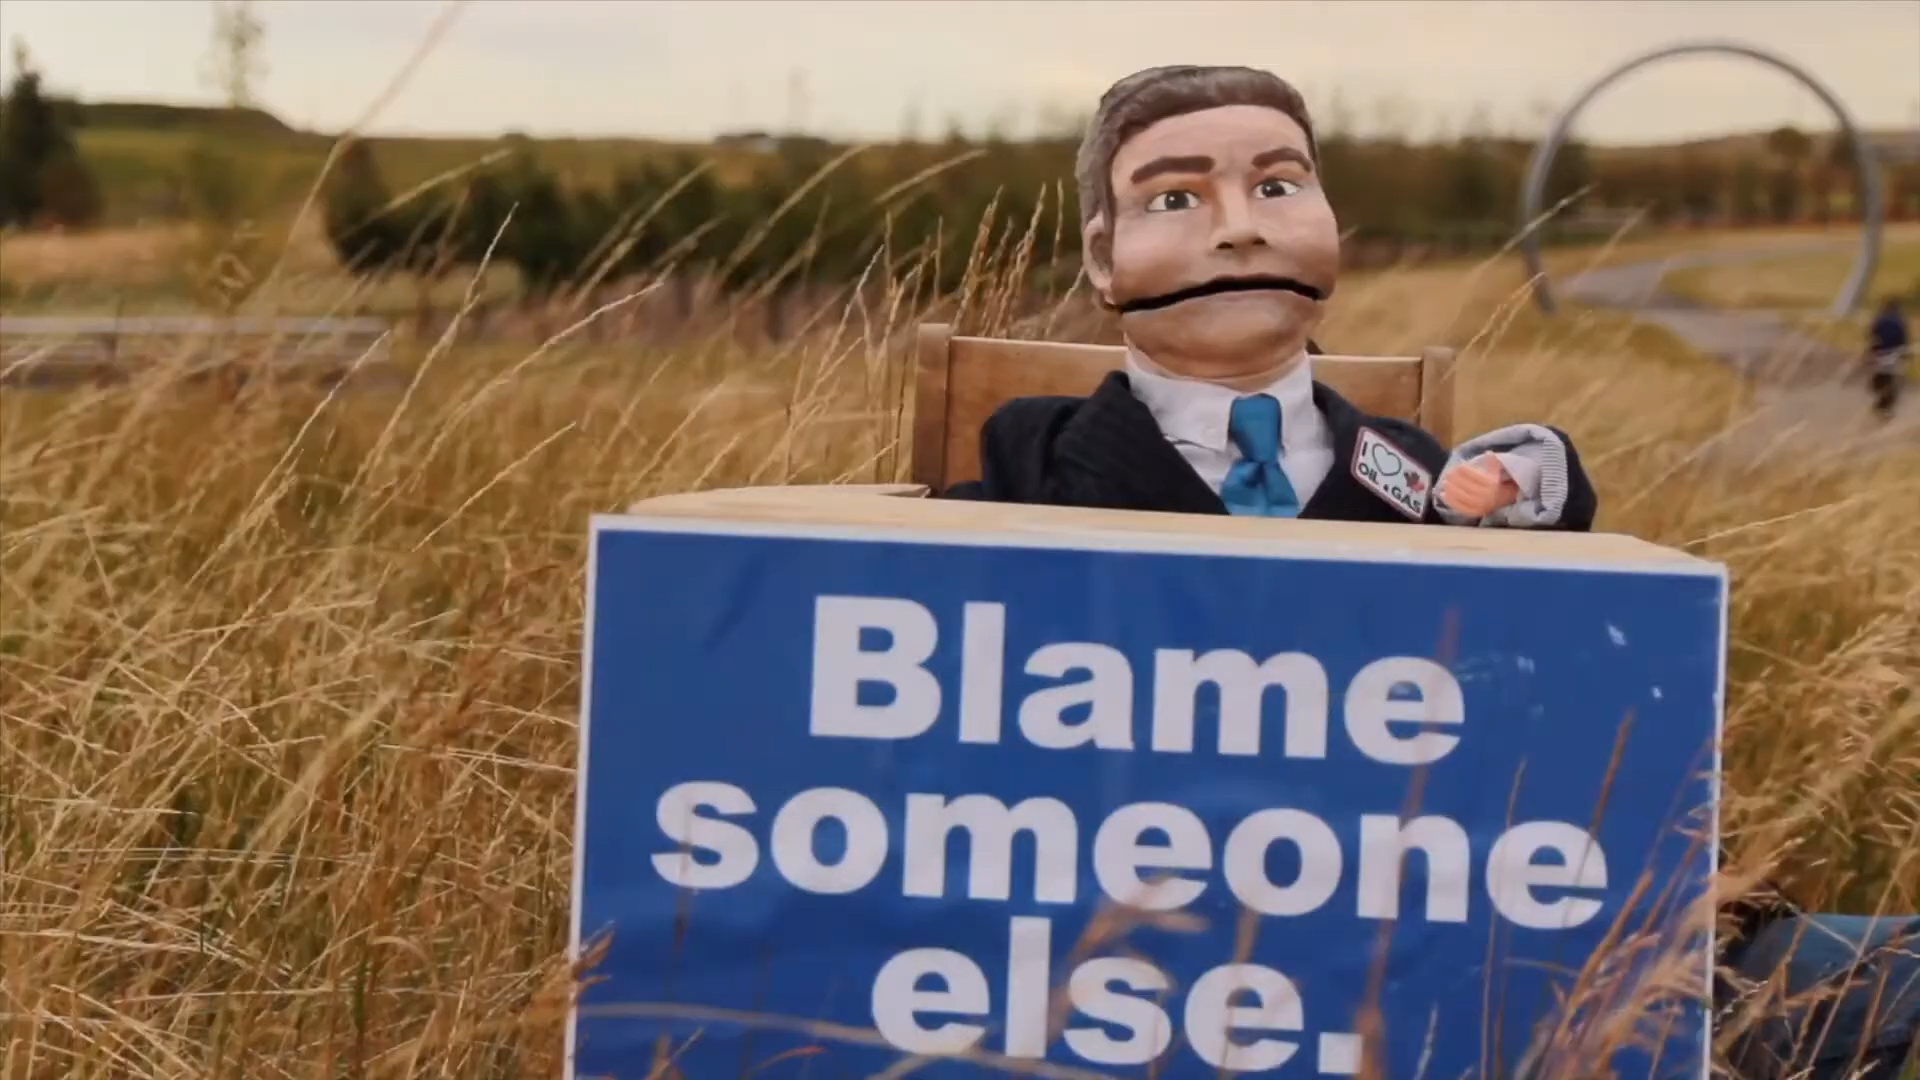 I ♡
OIL + GAS
Blame
someone
else.